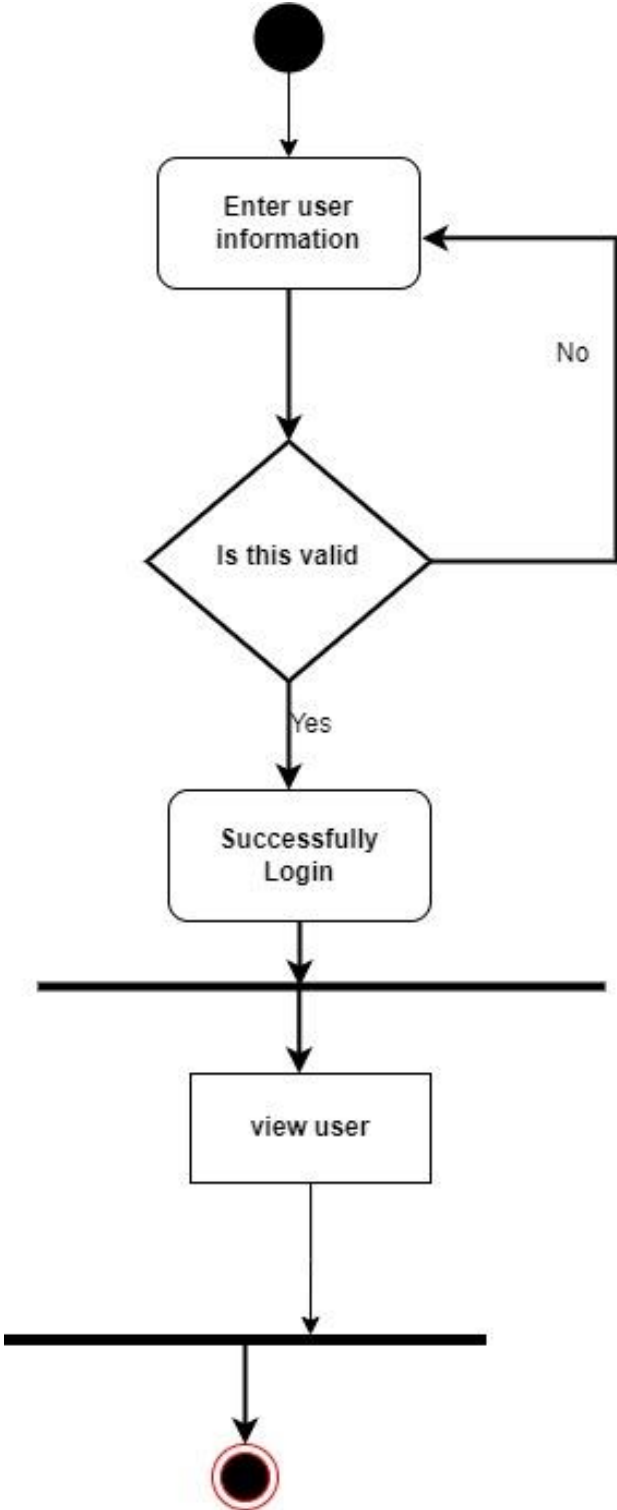 Enter user
information
No
Is this valid
Yes
Successfully
Login
view user